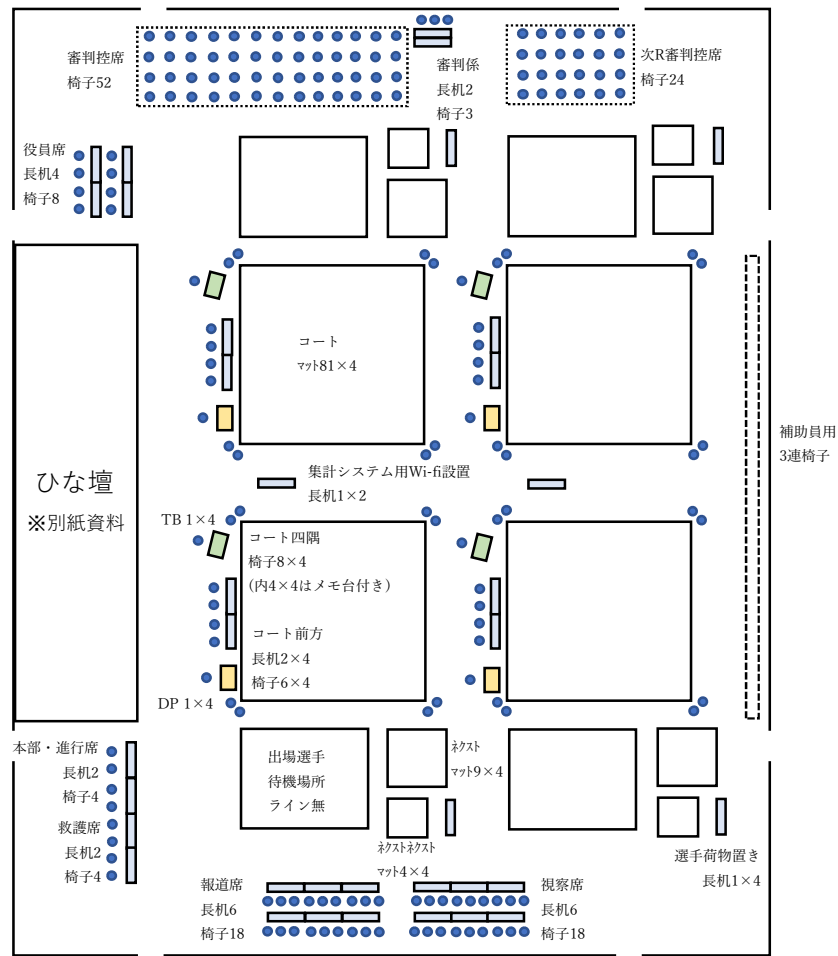 審判控席
椅子52
審判係
長机2
椅子3
次R審判控席
椅子24
役員席
長机4
椅子8
コート
ﾏｯﾄ81×4
補助員用
3連椅子
ひな壇
※別紙資料
集計システム用Wi-fi設置
長机1×2
TB 1×4
コート四隅
椅子8×4
(内4×4はメモ台付き)
コート前方
長机2×4
椅子6×4
DP 1×4
本部・進行席
長机2
椅子4
救護席
長机2
椅子4
出場選手
待機場所
ライン無
ﾈｸｽﾄ
ﾏｯﾄ9×4
ﾈｸｽﾄﾈｸｽﾄ
ﾏｯﾄ4×4
選手荷物置き
長机1×4
報道席
長机6
椅子18
視察席
長机6
椅子18